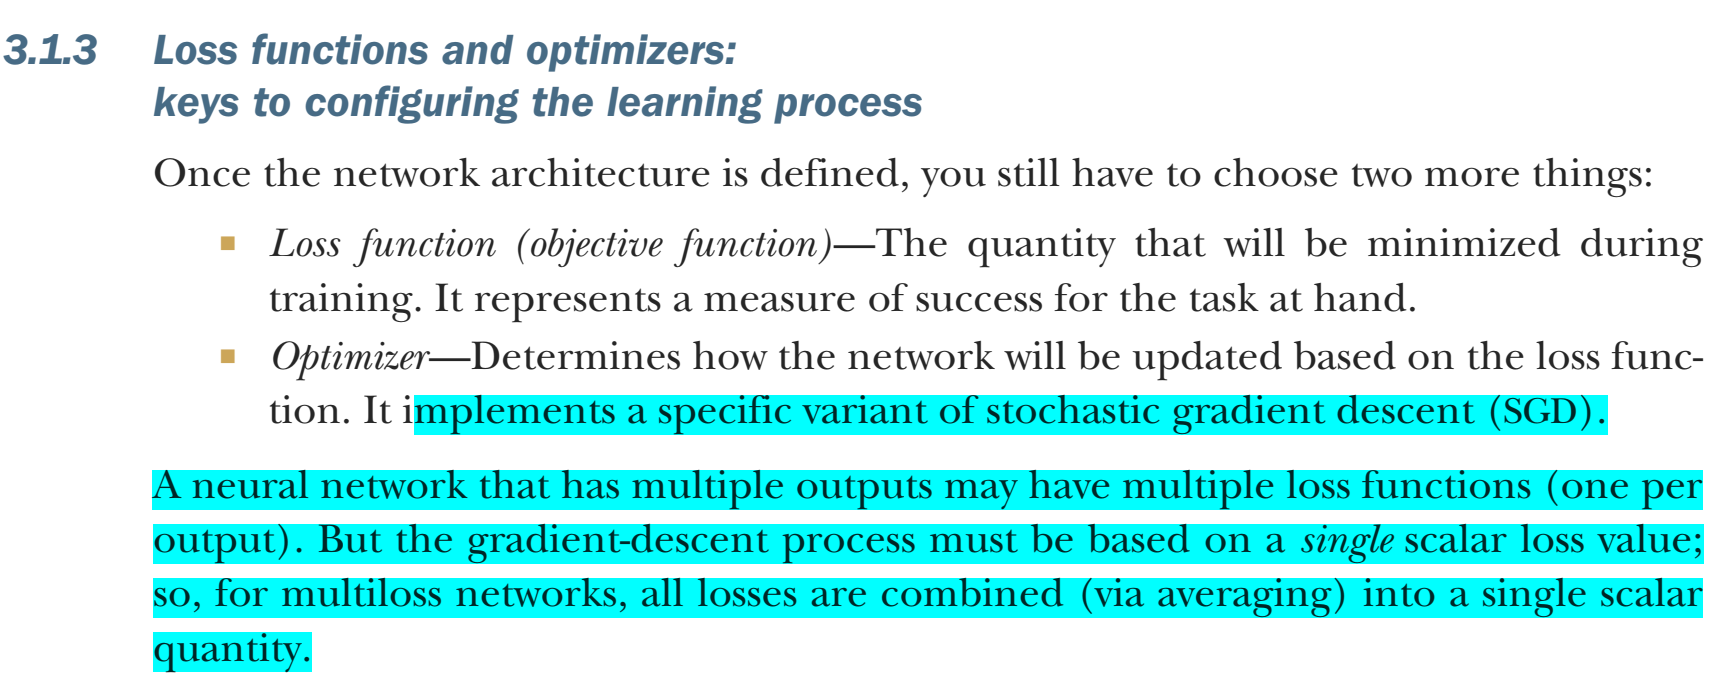 3.1.3 Loss functions and optimizers:
keys to configuring the learning process
Once the network architecture is defined, you still have to choose two more things:
■ Loss function (objective function)—The quantity that will be minimized during
training. It represents a measure of success for the task at hand.
■ Optimizer—Determines how the network will be updated based on the loss func-
tion. It implements a specific variant of stochastic gradient descent (SGD).
A neural network that has multiple outputs may have multiple loss functions (one per
output). But the gradient-descent process must be based on a single scalar loss value;
so, for multiloss networks, all losses are combined (via averaging) into a single scalar
quantity.